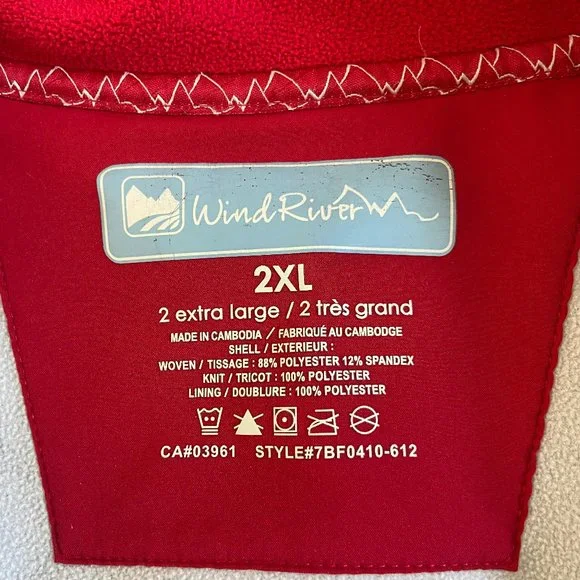 WindRiver
2XL
2 extra large / 2 très grand
MADE IN CAMBODIA / FABRIQUÉ AU CAMBODGE
SHELL / EXTERIEUR :
WOVEN / TISSAGE : 88% POLYESTER 12% SPANDEX
KNIT / TRICOT : 100% POLYESTER
LINING / DOUBLURE : 100% POLYESTER
CA#03961 STYLE#7BF0410-612